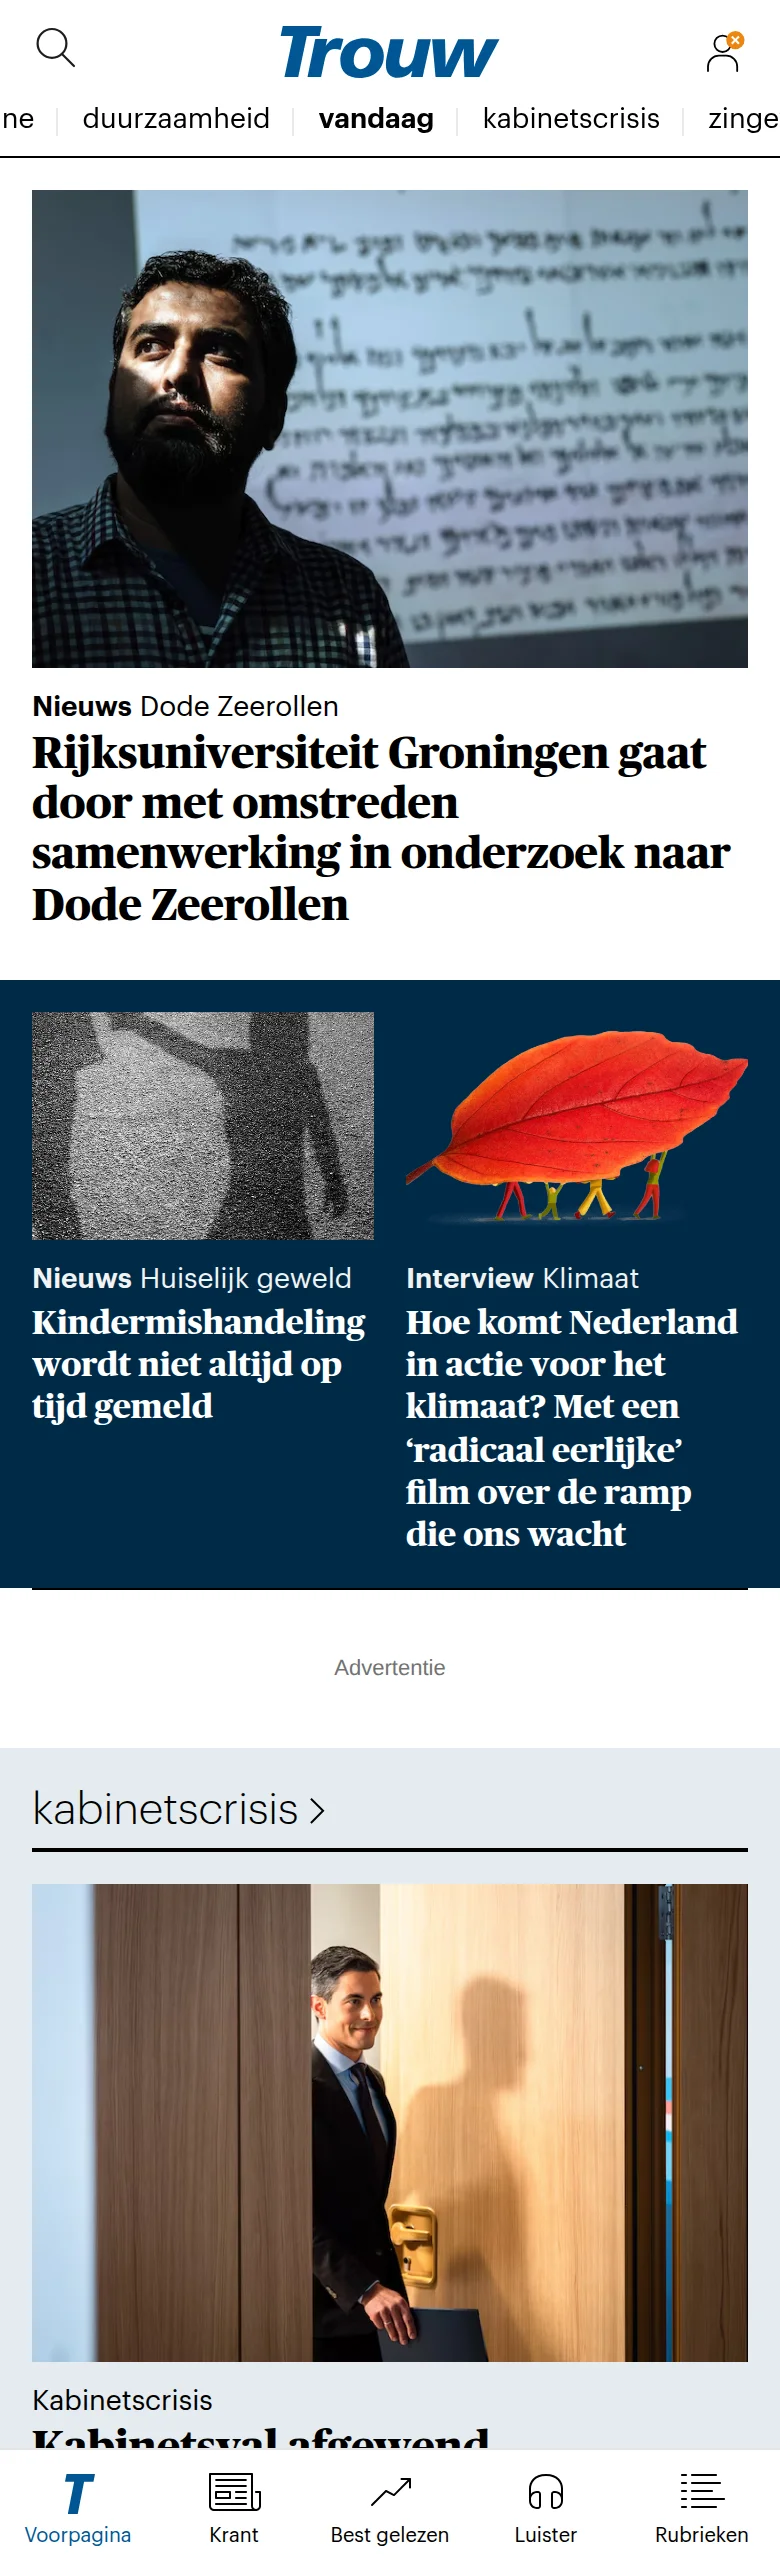 Trouw
ne
duurzaamheid
vandaag
kabinetscrisis
zinge
Nieuws Dode Zeerollen
Rijksuniversiteit Groningen gaat
door met omstreden
samenwerking in onderzoek naar
Dode Zeerollen
Nieuws Huiselijk geweld
Kindermishandeling
wordt niet altijd op
tijd gemeld
Interview Klimaat
Hoe komt Nederland
in actie voor het
klimaat? Met een
‘radicaal eerlijke’
film over de ramp
die ons wacht
Advertentie
kabinetscrisis
Kabinetscrisis
Kabinetsval afgewend
T
Voorpagina
Krant
Best gelezen
Luister
Rubrieken